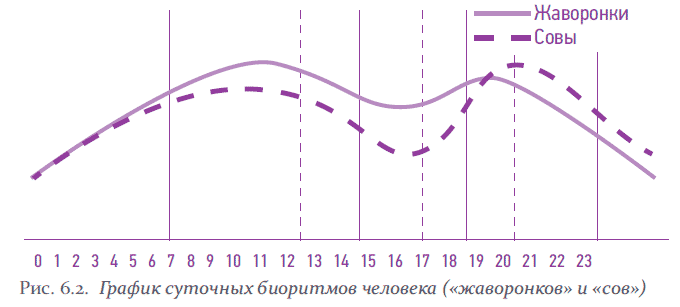 Жаворонки
Совы
0 1 2 3 4 5 6 7 8 9 10 11 12 13 14 15 16 17 18 19 20 21 22 23
Рис. 6.2. График суточных биоритмов человека («жаворонков» и «сов»)